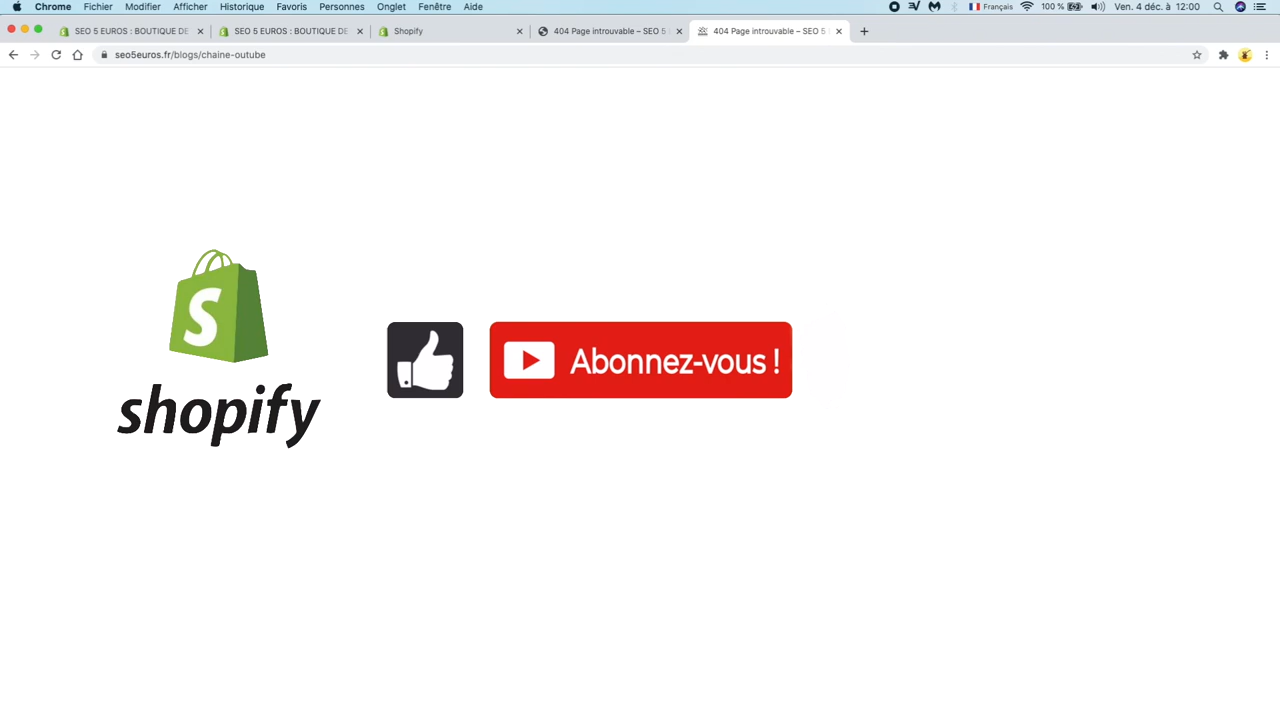 Chrome Fichier Modifier Afficher Historique Favoris Personnes Onglet Fenêtre Aide Français 100 % Ven. 4 déc. à 12:00
SEO 5 EUROS : BOUTIQUE DE SEO 5 EUROS : BOUTIQUE DE Shopify 404 Page introuvable – SEO 5 404 Page introuvable – SEO 5
seo5euros.fr/blogs/chaine-outube
S
Abonnez-vous !
shopify